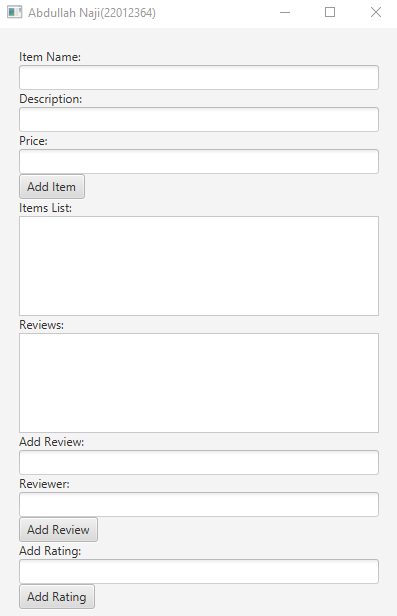 Abdullah Naji(22012364)
Item Name:
Description:
Price:
Add Item
Items List:
Reviews:
Add Review:
Reviewer:
Add Review
Add Rating:
Add Rating